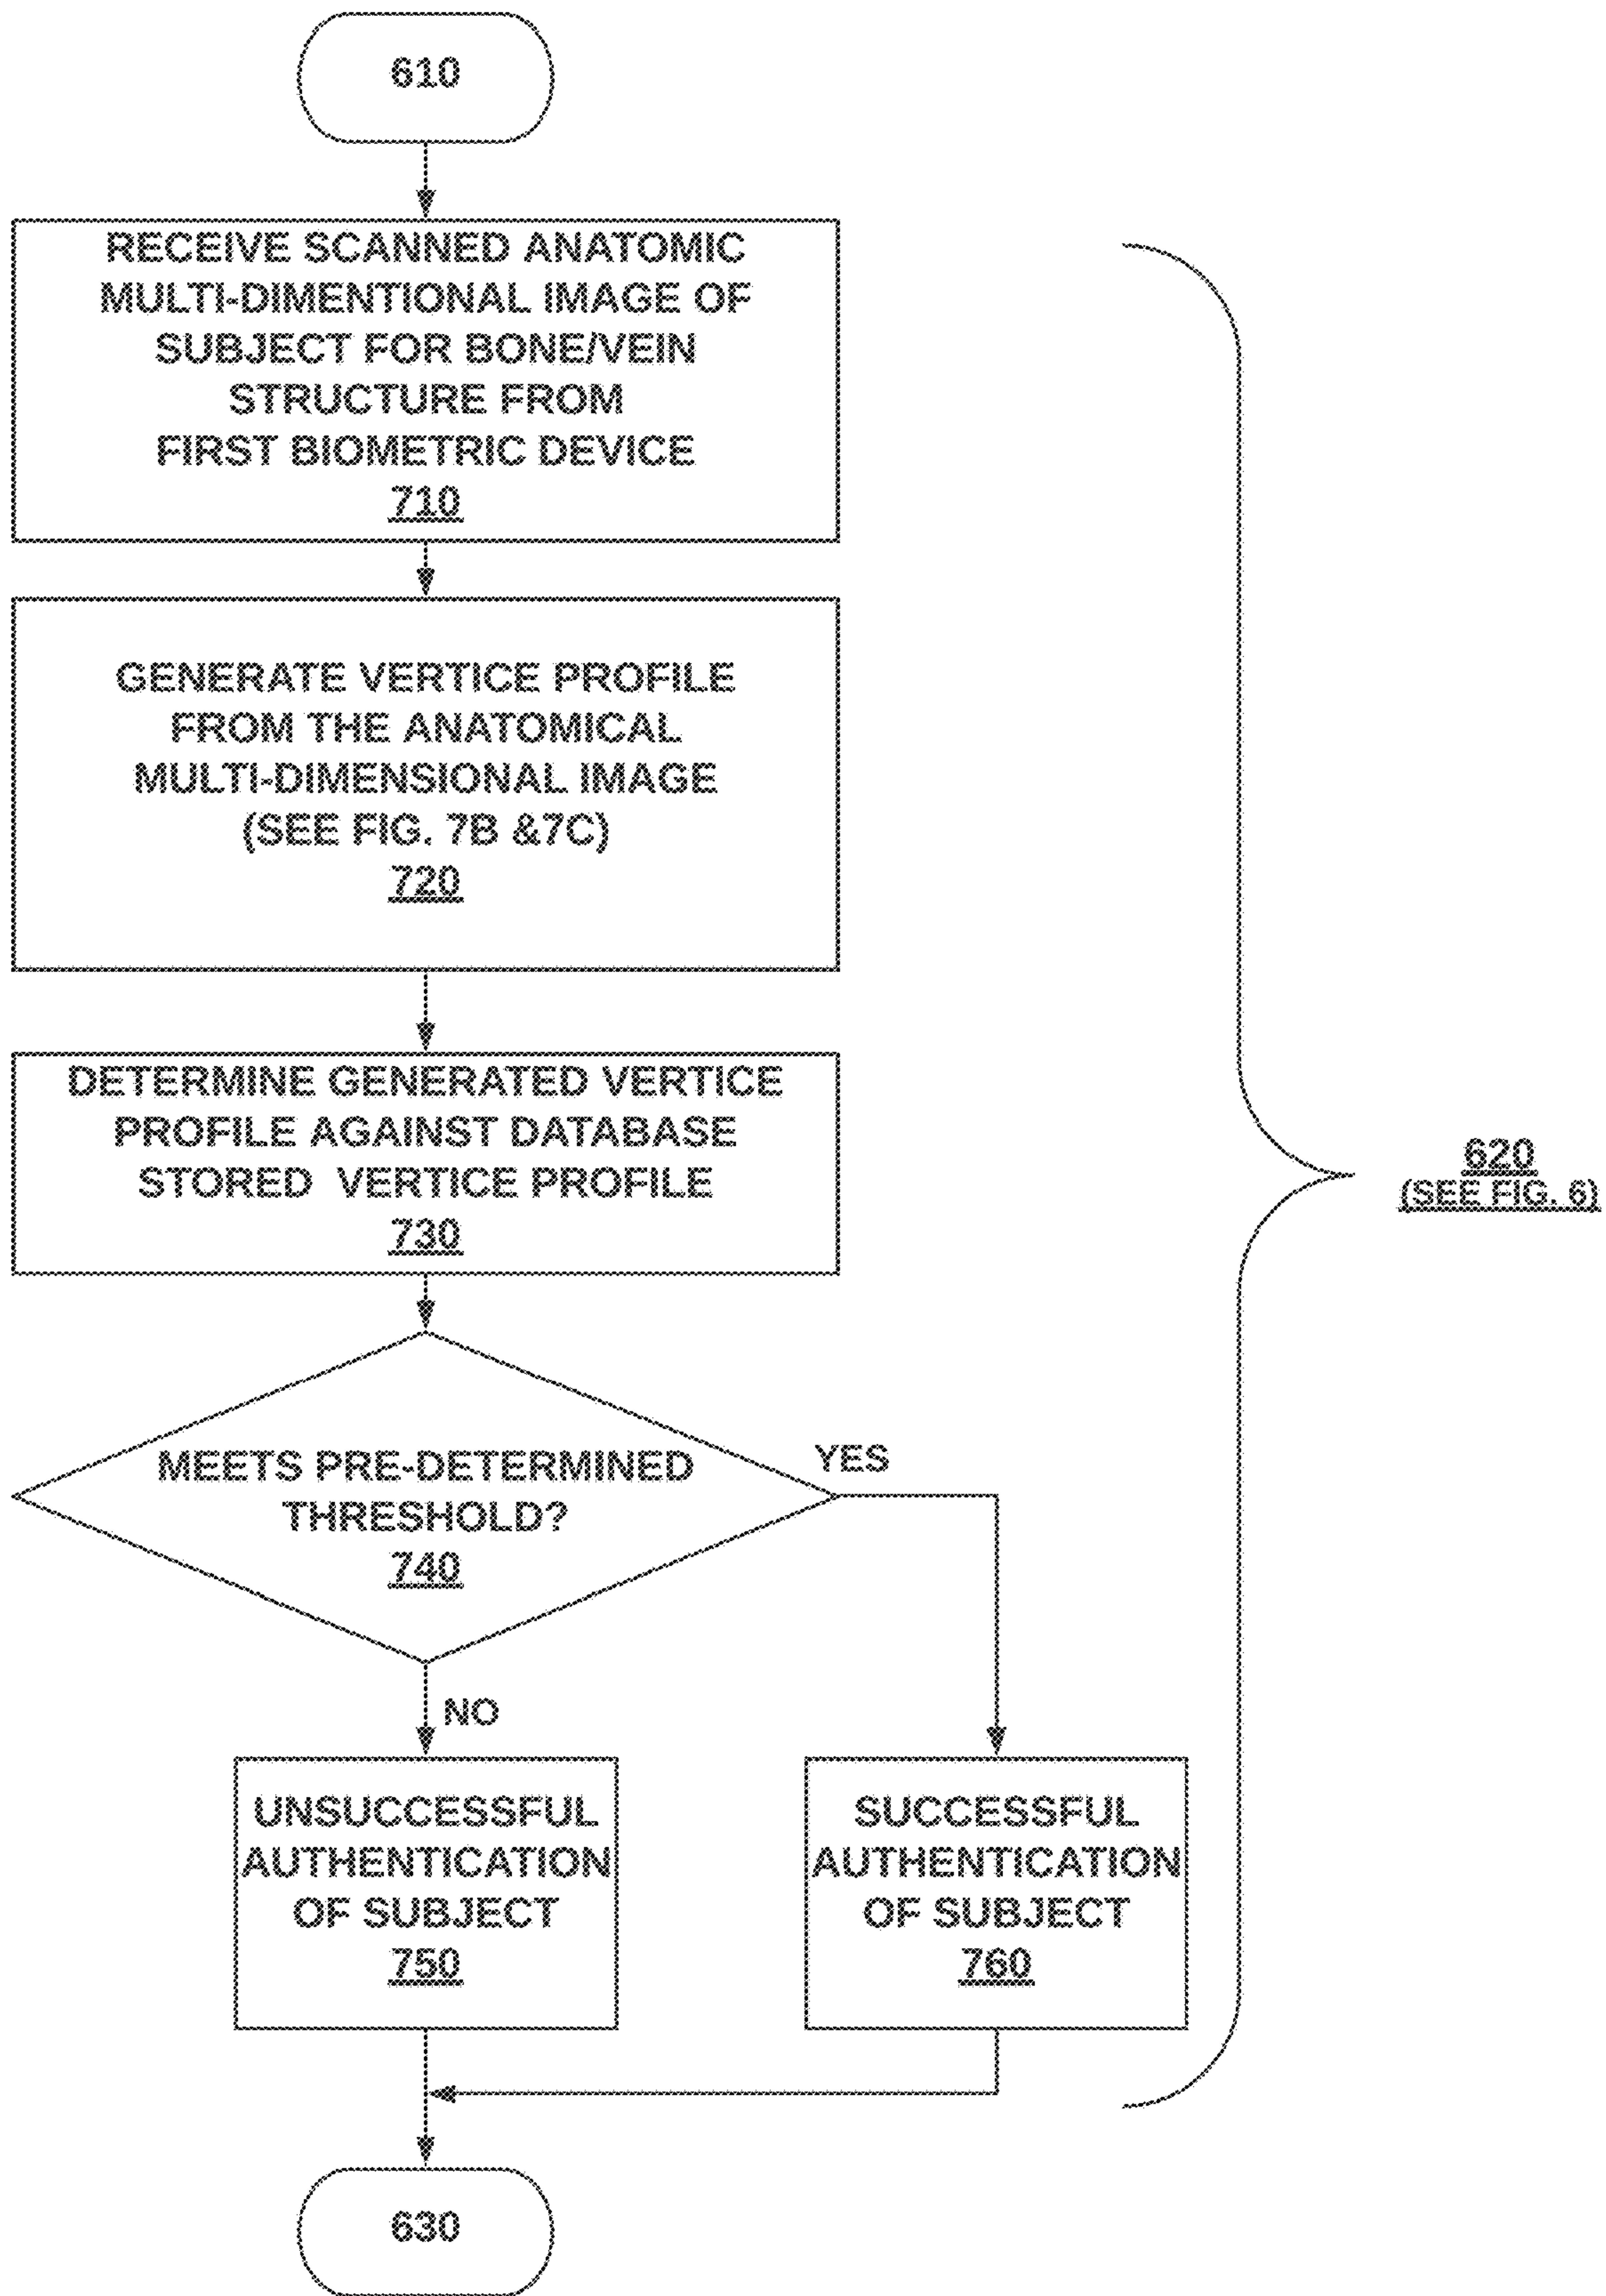 610
RECEIVE SCANNED ANATOMIC
MULTI-DIMENTIONAL IMAGE OF
SUBJECT FOR BONE/VEIN
STRUCTURE FROM
FIRST BIOMETRIC DEVICE
710
GENERATE VERTICE PROFILE
FROM THE ANATOMICAL
MULTI-DIMENSIONAL IMAGE
(SEE FIG. 7B &7C)
720
DETERMINE GENERATED VERTICE
PROFILE AGAINST DATABASE
STORED  VERTICE PROFILE
730
620
(SEE FIG. 6)
MEETS PRE-DETERMINED
THRESHOLD?
740
YES
NO
UNSUCCESSFUL
AUTHENTICATION
OF SUBJECT
750
SUCCESSFUL
AUTHENTICATION
OF SUBJECT
760
630